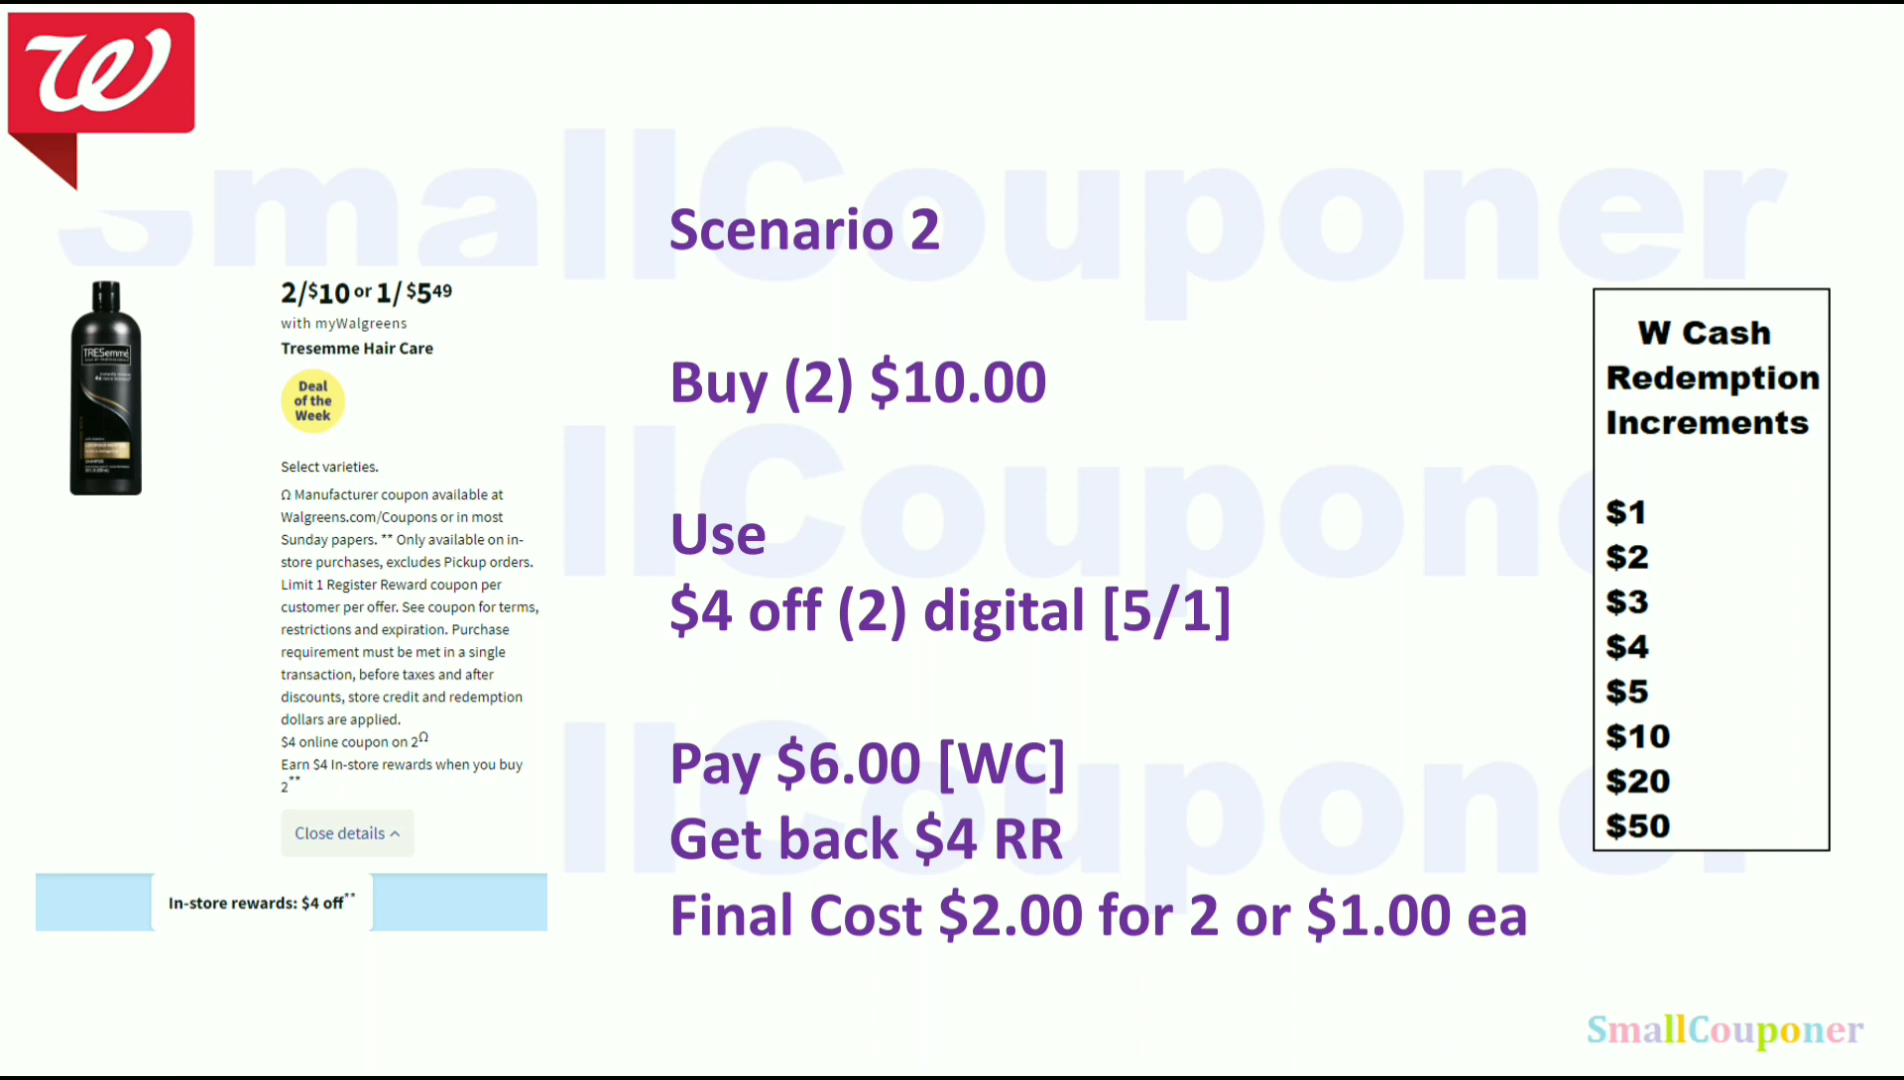 W
SmallCouponer
Scenario 2
2/$10 or 1/$5⁴⁹
with myWalgreens
Tresemme Hair Care
Deal
of the
Week
Select varieties.
Ω Manufacturer coupon available at
Walgreens.com/Coupons or in most
Sunday papers. ** Only available on in-
store purchases, excludes Pickup orders.
Limit 1 Register Reward coupon per
customer per offer. See coupon for terms,
restrictions and expiration. Purchase
requirement must be met in a single
transaction, before taxes and after
discounts, store credit and redemption
dollars are applied.
$4 online coupon on 2Ω
Earn $4 In-store rewards when you buy
2**
Close details
In-store rewards: $4 off**
TRESemmé
Buy (2) $10.00
Use
$4 off (2) digital [5/1]
Pay $6.00 [WC]
Get back $4 RR
Final Cost $2.00 for 2 or $1.00 ea
W Cash
Redemption
Increments
$1
$2
$3
$4
$5
$10
$20
$50
llCoupone
llCoupone
SmallCouponer